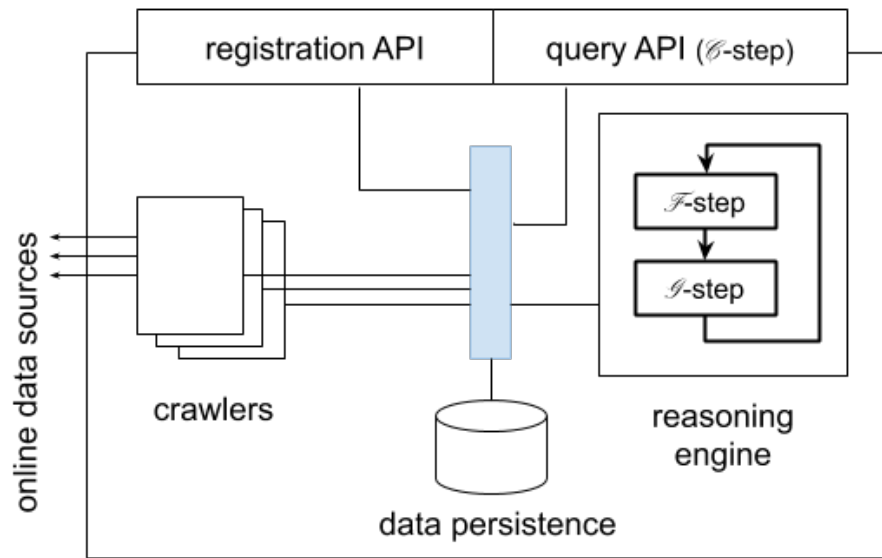 registration API
query API (𝒞-step)
ℱ-step
𝒢-step
online data sources
crawlers
reasoning
engine
data persistence